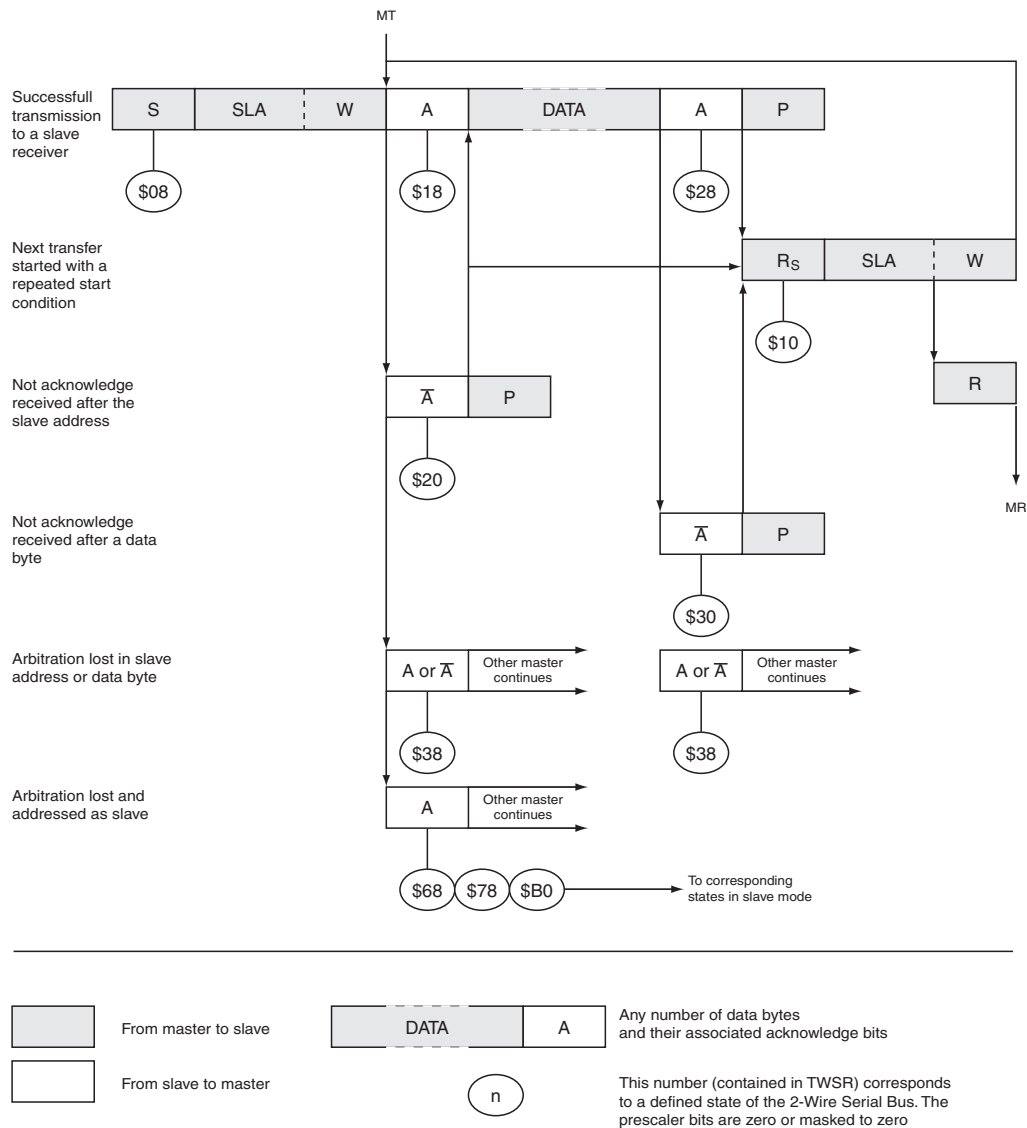 MT
Successfull
transmission
to a slave
receiver
S SLA W A DATA A P
$08 $18 $28
Next transfer
started with a
repeated start
condition
RS SLA W
$10
Not acknowledge
received after the
slave address
A̅ P
R
$20
MR
Not acknowledge
received after a data
byte
A̅ P
$30
Arbitration lost in slave
address or data byte
A or A̅ Other master
continues
A or A̅ Other master
continues
$38 $38
Arbitration lost and
addressed as slave
A Other master
continues
$68 $78 $B0 To corresponding
states in slave mode
From master to slave
DATA A Any number of data bytes
and their associated acknowledge bits
From slave to master
n This number (contained in TWSR) corresponds
to a defined state of the 2-Wire Serial Bus. The
prescaler bits are zero or masked to zero